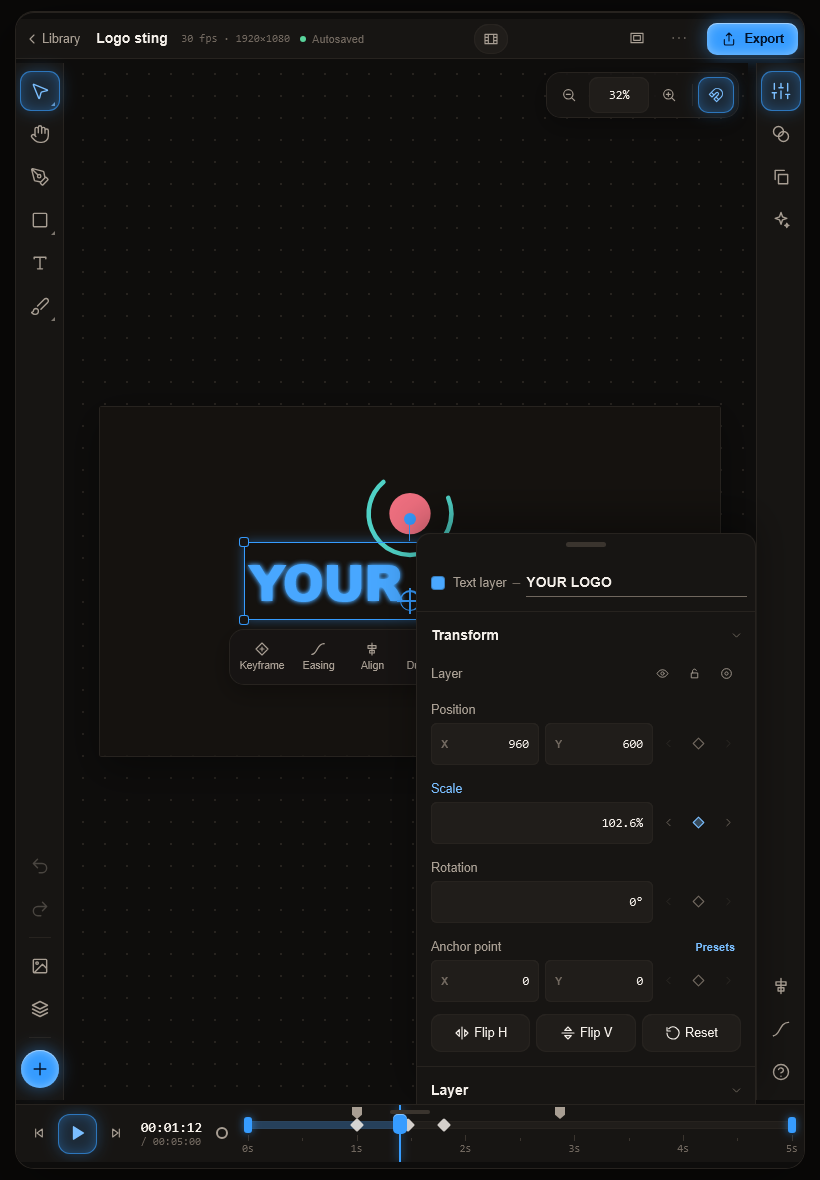 Library Logo sting 30 fps · 1920×1080 Autosaved ··· Export
32%
YOUR
Keyframe Easing Align
Text layer – YOUR LOGO
Transform
Layer
Position
X 960 Y 600
Scale
102.6%
Rotation
0°
Anchor point Presets
X 0 Y 0
Flip H Flip V Reset
Layer
00:01:12
/ 00:05:00
0s 1s 2s 3s 4s 5s